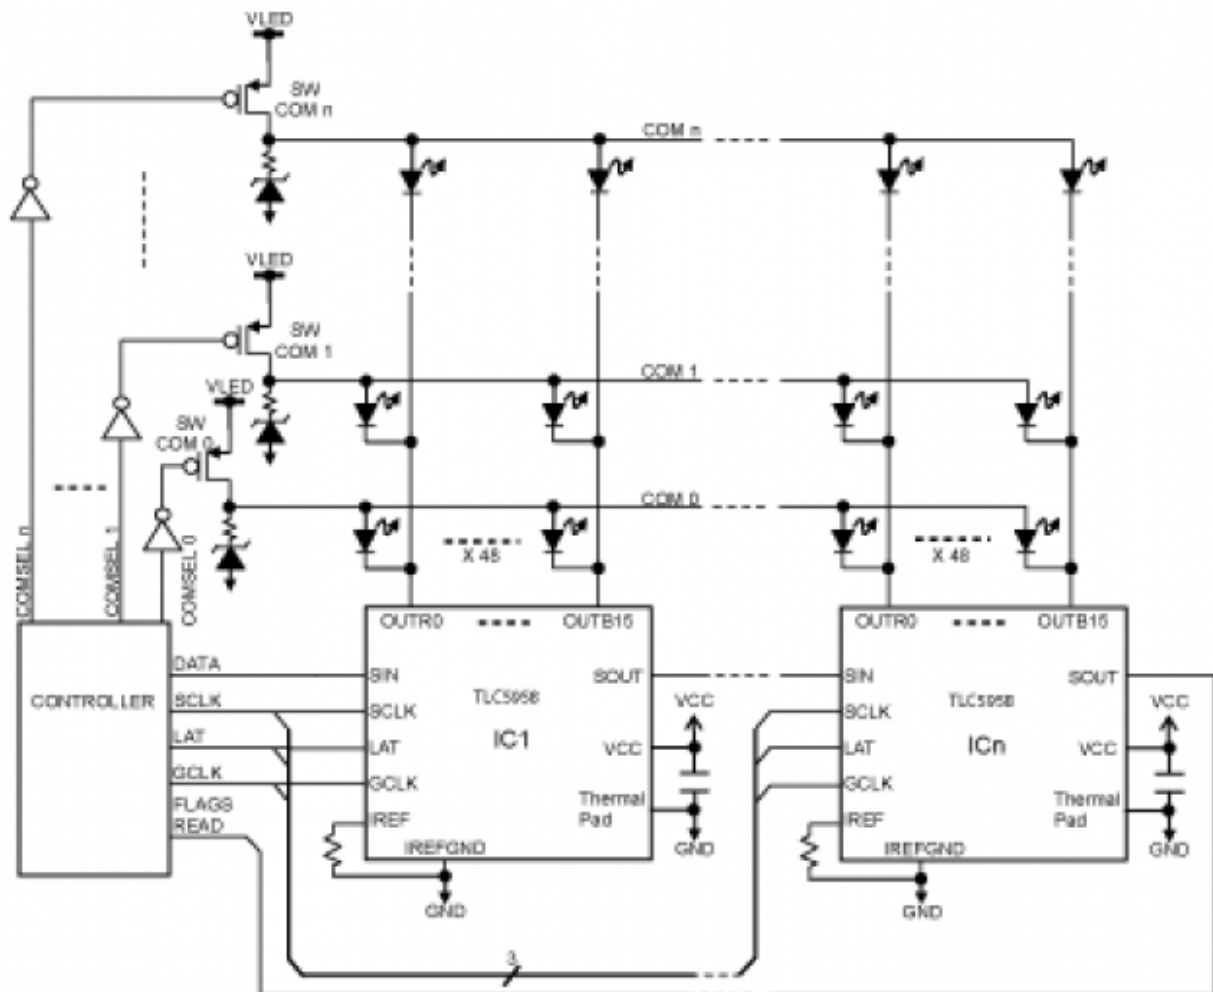 VLED
SW
COM n
COM n
VLED
SW
COM 1
COM 1
VLED
SW
COM 0
COM 0
X 48
X 48
COMSEL n
COMSEL 1
COMSEL 0
OUTR0
OUTB15
OUTR0
OUTB15
CONTROLLER
DATA
SCLK
LAT
GCLK
FLAGS
READ
SIN
SCLK
LAT
GCLK
IREF
IREFGND
TLC5958
IC1
SOUT
VCC
VCC
Thermal
Pad
GND
GND
SIN
SCLK
LAT
GCLK
IREF
IREFGND
TLC5958
ICn
SOUT
VCC
VCC
Thermal
Pad
GND
GND
3